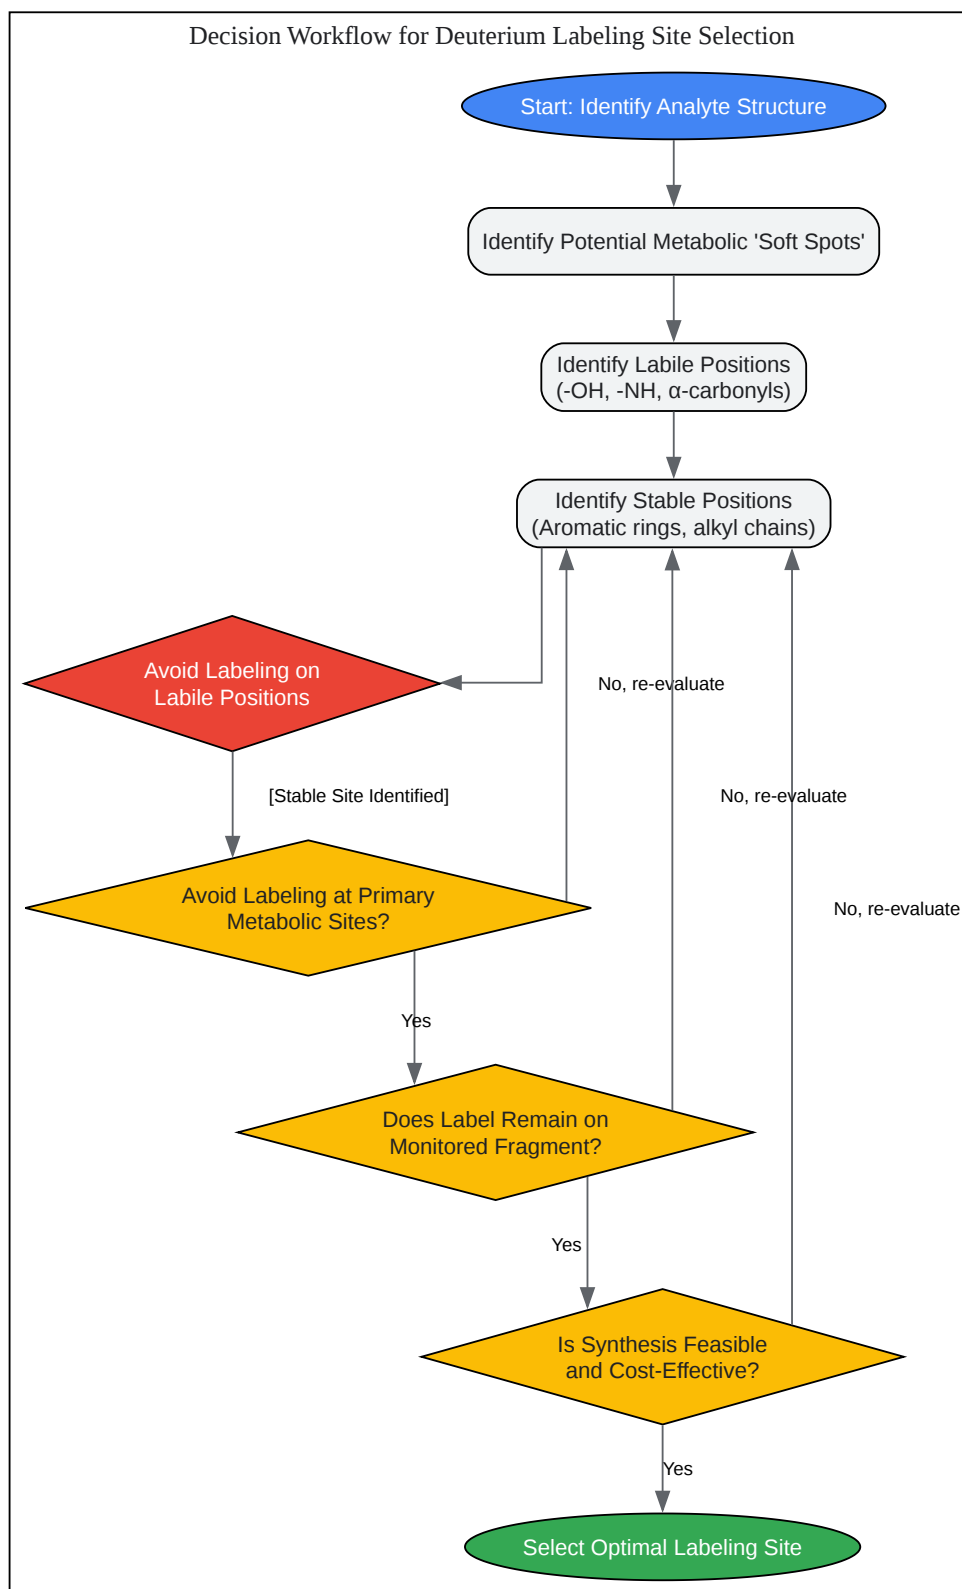 Decision Workflow for Deuterium Labeling Site Selection
Start: Identify Analyte Structure
Identify Potential Metabolic 'Soft Spots'
Identify Labile Positions
(-OH, -NH, α-carbonyls)
Identify Stable Positions
(Aromatic rings, alkyl chains)
Avoid Labeling on
Labile Positions
No, re-evaluate
[Stable Site Identified]
No, re-evaluate
Avoid Labeling at Primary
Metabolic Sites?
No, re-evaluate
Yes
Does Label Remain on
Monitored Fragment?
Yes
Is Synthesis Feasible
and Cost-Effective?
Yes
Select Optimal Labeling Site